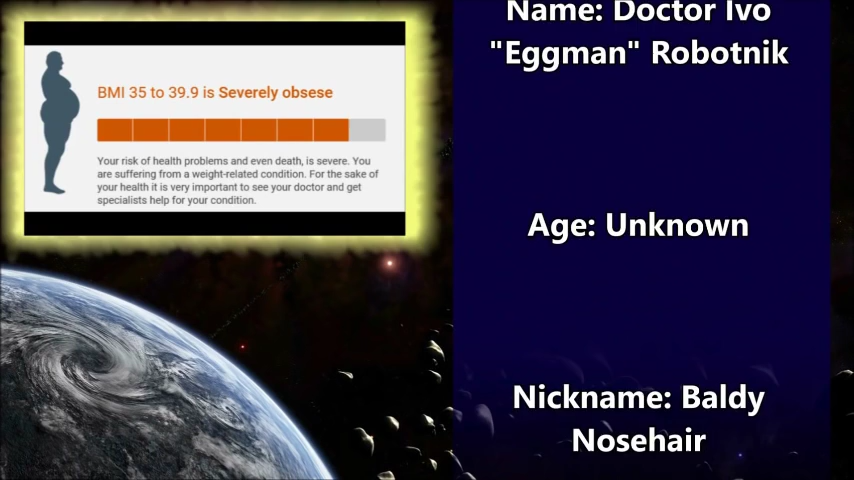 BMI 35 to 39.9 is Severely obsese
Your risk of health problems and even death, is severe. You
are suffering from a weight-related condition. For the sake of
your health it is very important to see your doctor and get
specialists help for your condition.
Name: Doctor Ivo
"Eggman" Robotnik
Age: Unknown
Nickname: Baldy
Nosehair